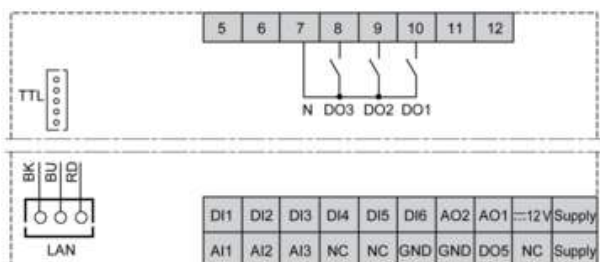 5 6 7 8 9 10 11 12
TTL
N DO3 DO2 DO1
BK BU RD
LAN
DI1 DI2 DI3 DI4 DI5 DI6 AO2 AO1 ⎓12V Supply
AI1 AI2 AI3 NC NC GND GND DO5 NC Supply